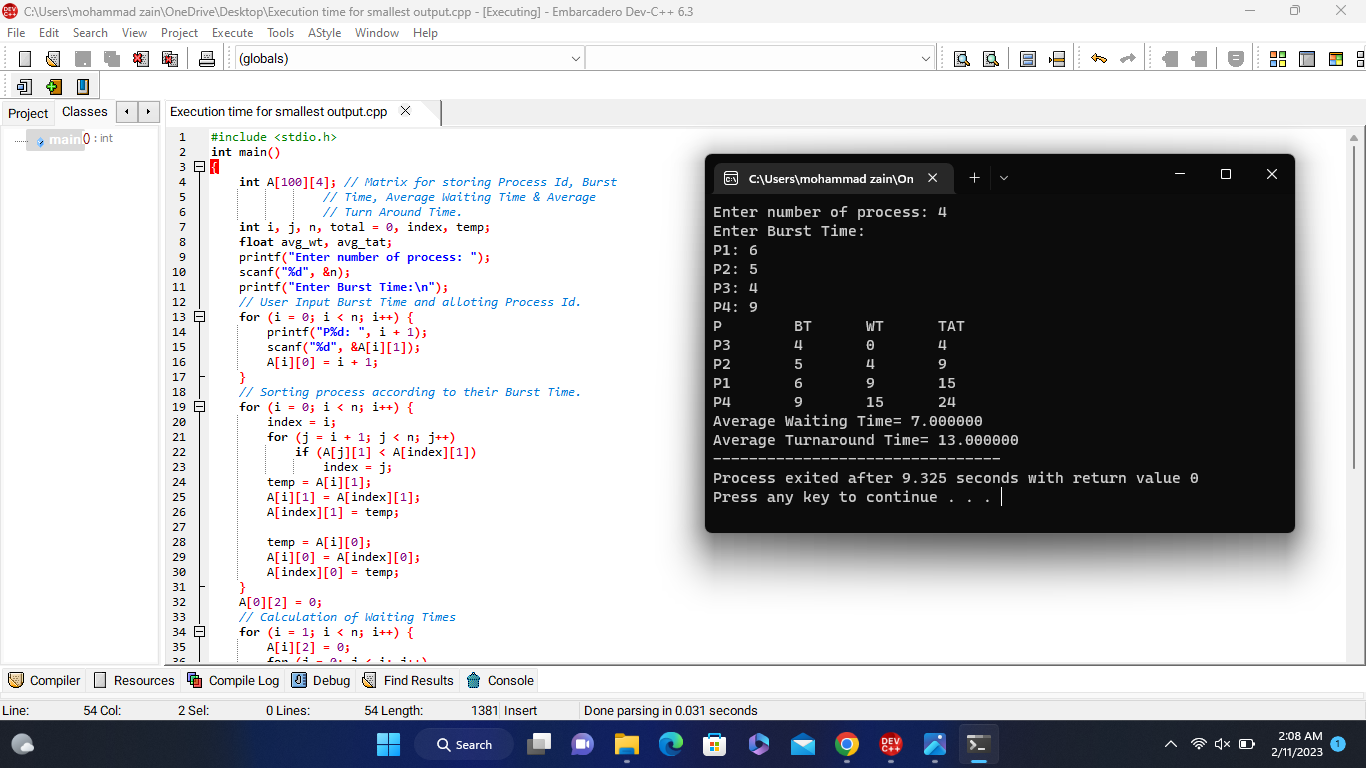 C:\Users\mohammad zain\OneDrive\Desktop\Execution time for smallest output.cpp - [Executing] - Embarcadero Dev-C++ 6.3
File Edit Search View Project Execute Tools AStyle Window Help
(globals)
Project Classes Execution time for smallest output.cpp
main() : int
1 #include <stdio.h>
2 int main()
3 {
4 int A[100][4]; // Matrix for storing Process Id, Burst
5 // Time, Average Waiting Time & Average
6 // Turn Around Time.
7 int i, j, n, total = 0, index, temp;
8 float avg_wt, avg_tat;
9 printf("Enter number of process: ");
10 scanf("%d", &n);
11 printf("Enter Burst Time:\n");
12 // User Input Burst Time and alloting Process Id.
13 for (i = 0; i < n; i++) {
14 printf("P%d: ", i + 1);
15 scanf("%d", &A[i][1]);
16 A[i][0] = i + 1;
17 }
18 // Sorting process according to their Burst Time.
19 for (i = 0; i < n; i++) {
20 index = i;
21 for (j = i + 1; j < n; j++)
22 if (A[j][1] < A[index][1])
23 index = j;
24 temp = A[i][1];
25 A[i][1] = A[index][1];
26 A[index][1] = temp;
27
28 temp = A[i][0];
29 A[i][0] = A[index][0];
30 A[index][0] = temp;
31 }
32 A[0][2] = 0;
33 // Calculation of Waiting Times
34 for (i = 1; i < n; i++) {
35 A[i][2] = 0;
36 for (j = 0; j < i; j++)
C:\Users\mohammad zain\On
Enter number of process: 4
Enter Burst Time:
P1: 6
P2: 5
P3: 4
P4: 9
P BT WT TAT
P3 4 0 4
P2 5 4 9
P1 6 9 15
P4 9 15 24
Average Waiting Time= 7.000000
Average Turnaround Time= 13.000000
--------------------------------
Process exited after 9.325 seconds with return value 0
Press any key to continue . . .
Compiler Resources Compile Log Debug Find Results Console
Line: 54 Col: 2 Sel: 0 Lines: 54 Length: 1381 Insert Done parsing in 0.031 seconds
Search DEV C++ 2:08 AM
2/11/2023 1